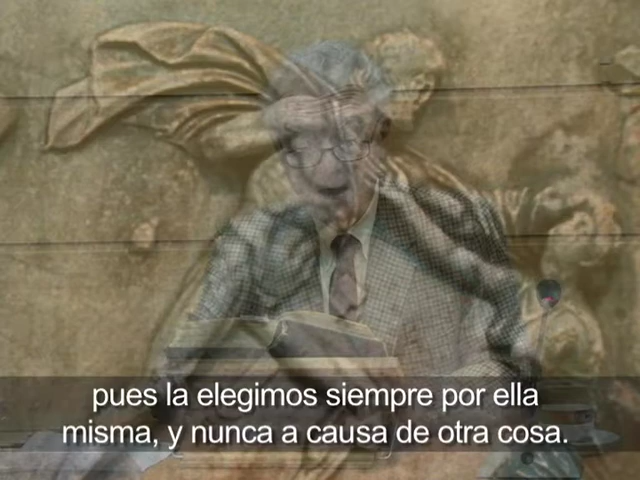 pues la elegimos siempre por ella
misma, y nunca a causa de otra cosa.